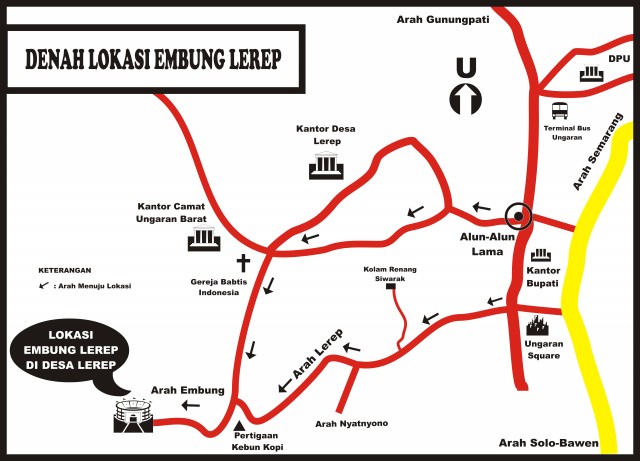 DENAH LOKASI EMBUNG LEREP
Arah Gunungpati
U
DPU
Terminal Bus
Ungaran
Arah Semarang
Kantor Desa
Lerep
Kantor Camat
Ungaran Barat
Alun-Alun
Lama
Gereja Babtis
Indonesia
Kolam Renang
Siwarak
Kantor
Bupati
KETERANGAN
: Arah Menuju Lokasi
Ungaran
Square
LOKASI
EMBUNG LEREP
DI DESA LEREP
Arah Lerep
Arah Embung
Arah Nyatnyono
Pertigaan
Kebun Kopi
Arah Solo-Bawen